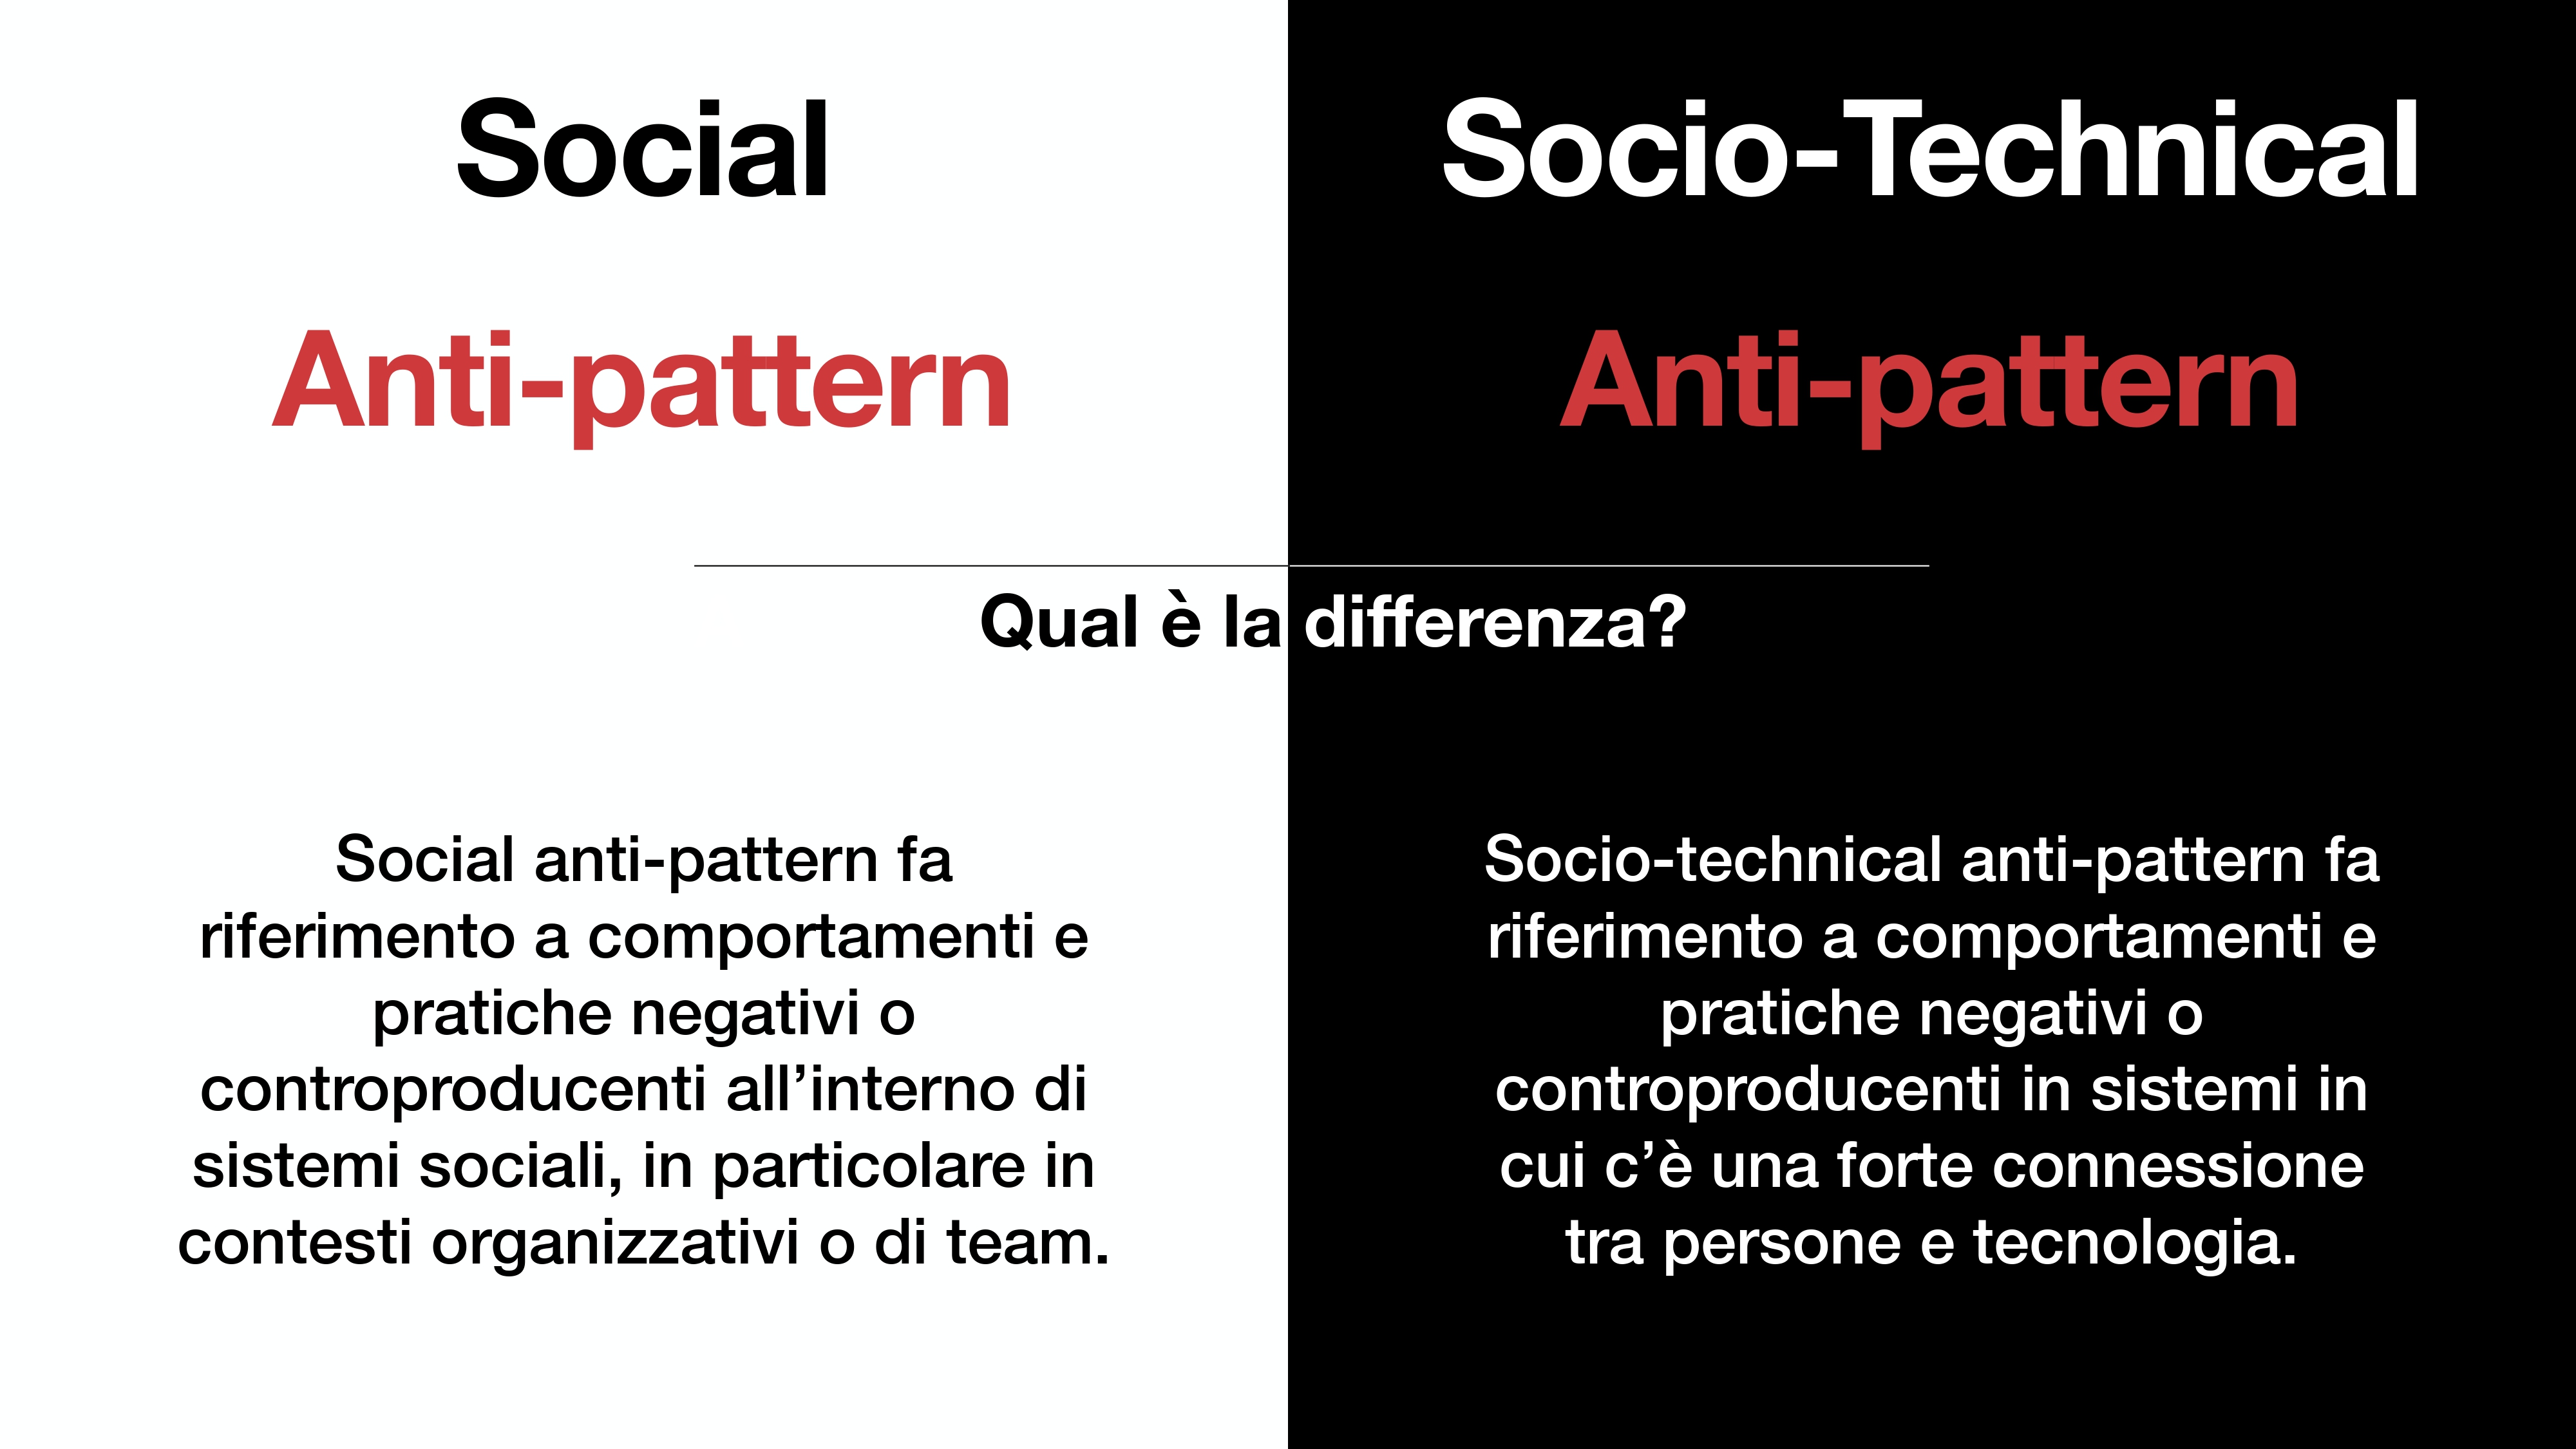 Social
Anti-pattern
Socio-Technical
Anti-pattern
Qual è la differenza?
Social anti-pattern fa
riferimento a comportamenti e
pratiche negativi o
controproducenti all’interno di
sistemi sociali, in particolare in
contesti organizzativi o di team.
Socio-technical anti-pattern fa
riferimento a comportamenti e
pratiche negativi o
controproducenti in sistemi in
cui c’è una forte connessione
tra persone e tecnologia.